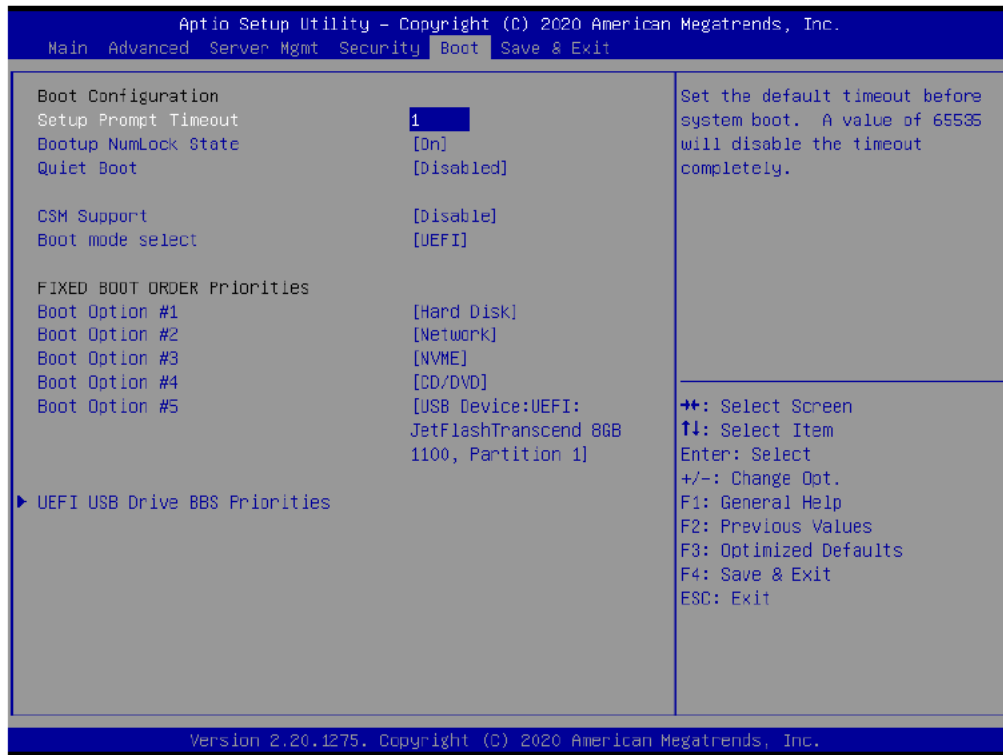 Aptio Setup Utility – Copyright (C) 2020 American Megatrends, Inc.
Main Advanced Server Mgmt Security Boot Save & Exit
Boot Configuration
Setup Prompt Timeout 1
Bootup NumLock State [On]
Quiet Boot [Disabled]
CSM Support [Disable]
Boot mode select [UEFI]
FIXED BOOT ORDER Priorities
Boot Option #1 [Hard Disk]
Boot Option #2 [Network]
Boot Option #3 [NVME]
Boot Option #4 [CD/DVD]
Boot Option #5 [USB Device:UEFI:
JetFlashTranscend 8GB
1100, Partition 1]
UEFI USB Drive BBS Priorities
Set the default timeout before
system boot. A value of 65535
will disable the timeout
completely.
→←: Select Screen
↑↓: Select Item
Enter: Select
+/-: Change Opt.
F1: General Help
F2: Previous Values
F3: Optimized Defaults
F4: Save & Exit
ESC: Exit
Version 2.20.1275. Copyright (C) 2020 American Megatrends, Inc.